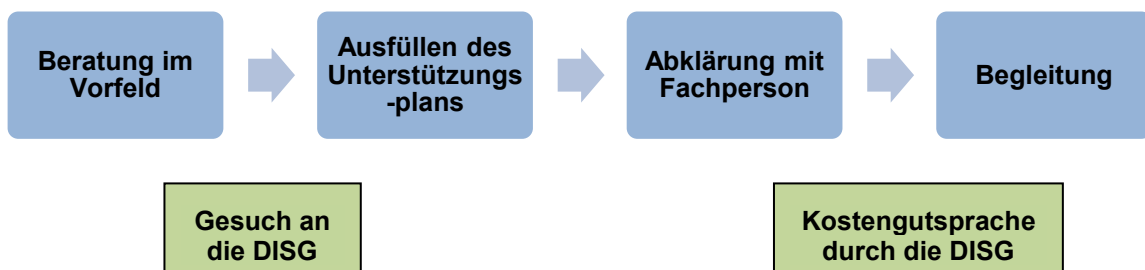 Beratung im
Vorfeld
Ausfüllen des
Unterstützungs
-plans
Abklärung mit
Fachperson
Begleitung
Gesuch an
die DISG
Kostengutsprache
durch die DISG